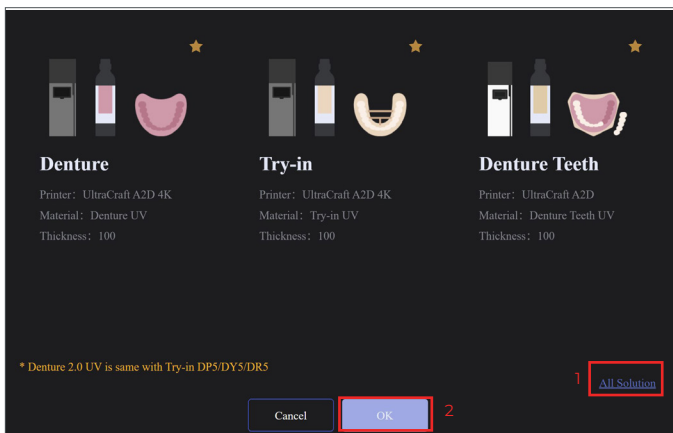 Denture
Printer: UltraCraft A2D 4K
Material: Denture UV
Thickness: 100
Try-in
Printer: UltraCraft A2D 4K
Material: Try-in UV
Thickness: 100
Denture Teeth
Printer: UltraCraft A2D
Material: Denture Teeth UV
Thickness: 100
* Denture 2.0 UV is same with Try-in DP5/DY5/DR5
1 All Solution
Cancel OK 2